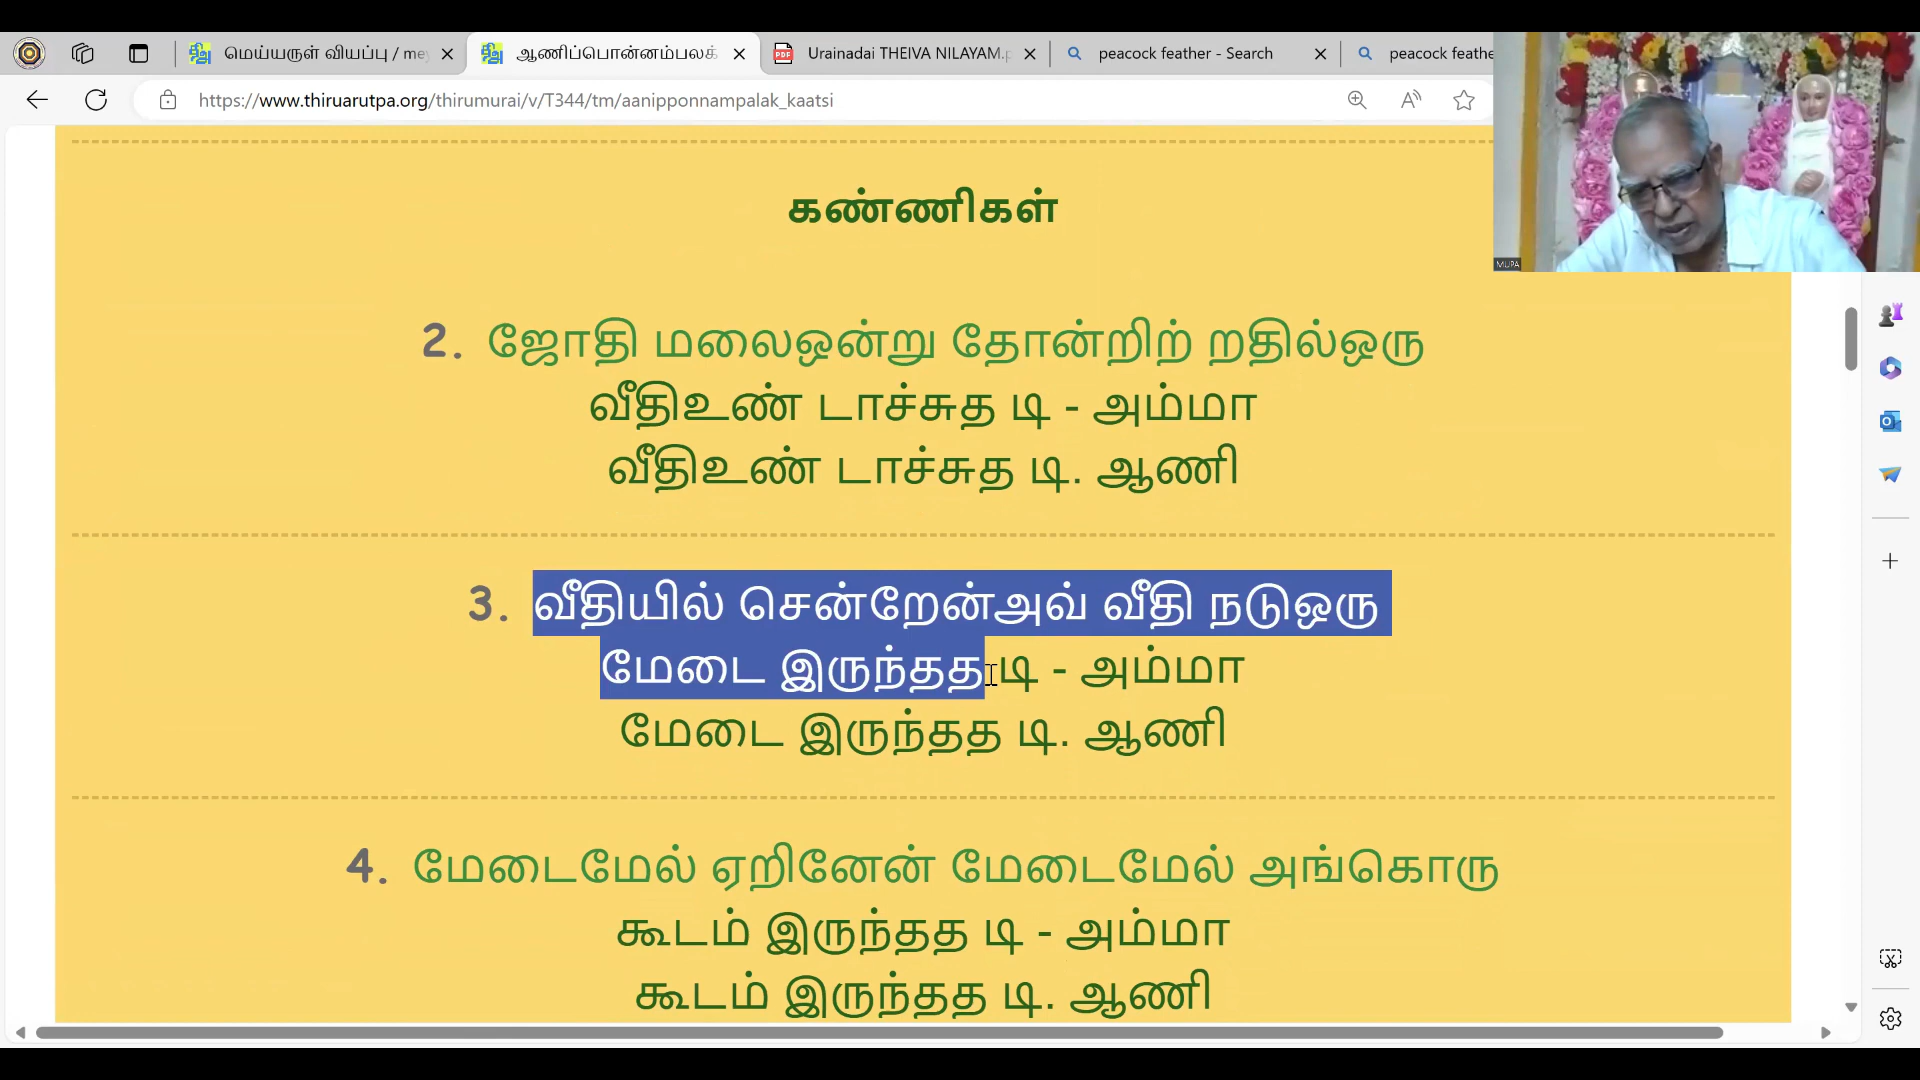 மெய்யருள் வியப்பு / mey
ஆணிப்பொன்னம்பலக்
Urainadai THEIVA NILAYAM.p
peacock feather - Search
peacock feathe
https://www.thiruarutpa.org/thirumurai/v/T344/tm/aanipponnampalak_kaatsi
MUPA
கண்ணிகள்
2. ஜோதி மலைஒன்று தோன்றிற் றதில்ஒரு
வீதிஉண் டாச்சுத டி - அம்மா
வீதிஉண் டாச்சுத டி. ஆணி
3. வீதியில் சென்றேன்அவ் வீதி நடுஒரு
மேடை இருந்தத டி - அம்மா
மேடை இருந்தத டி. ஆணி
4. மேடைமேல் ஏறினேன் மேடைமேல் அங்கொரு
கூடம் இருந்தத டி - அம்மா
கூடம் இருந்தத டி. ஆணி